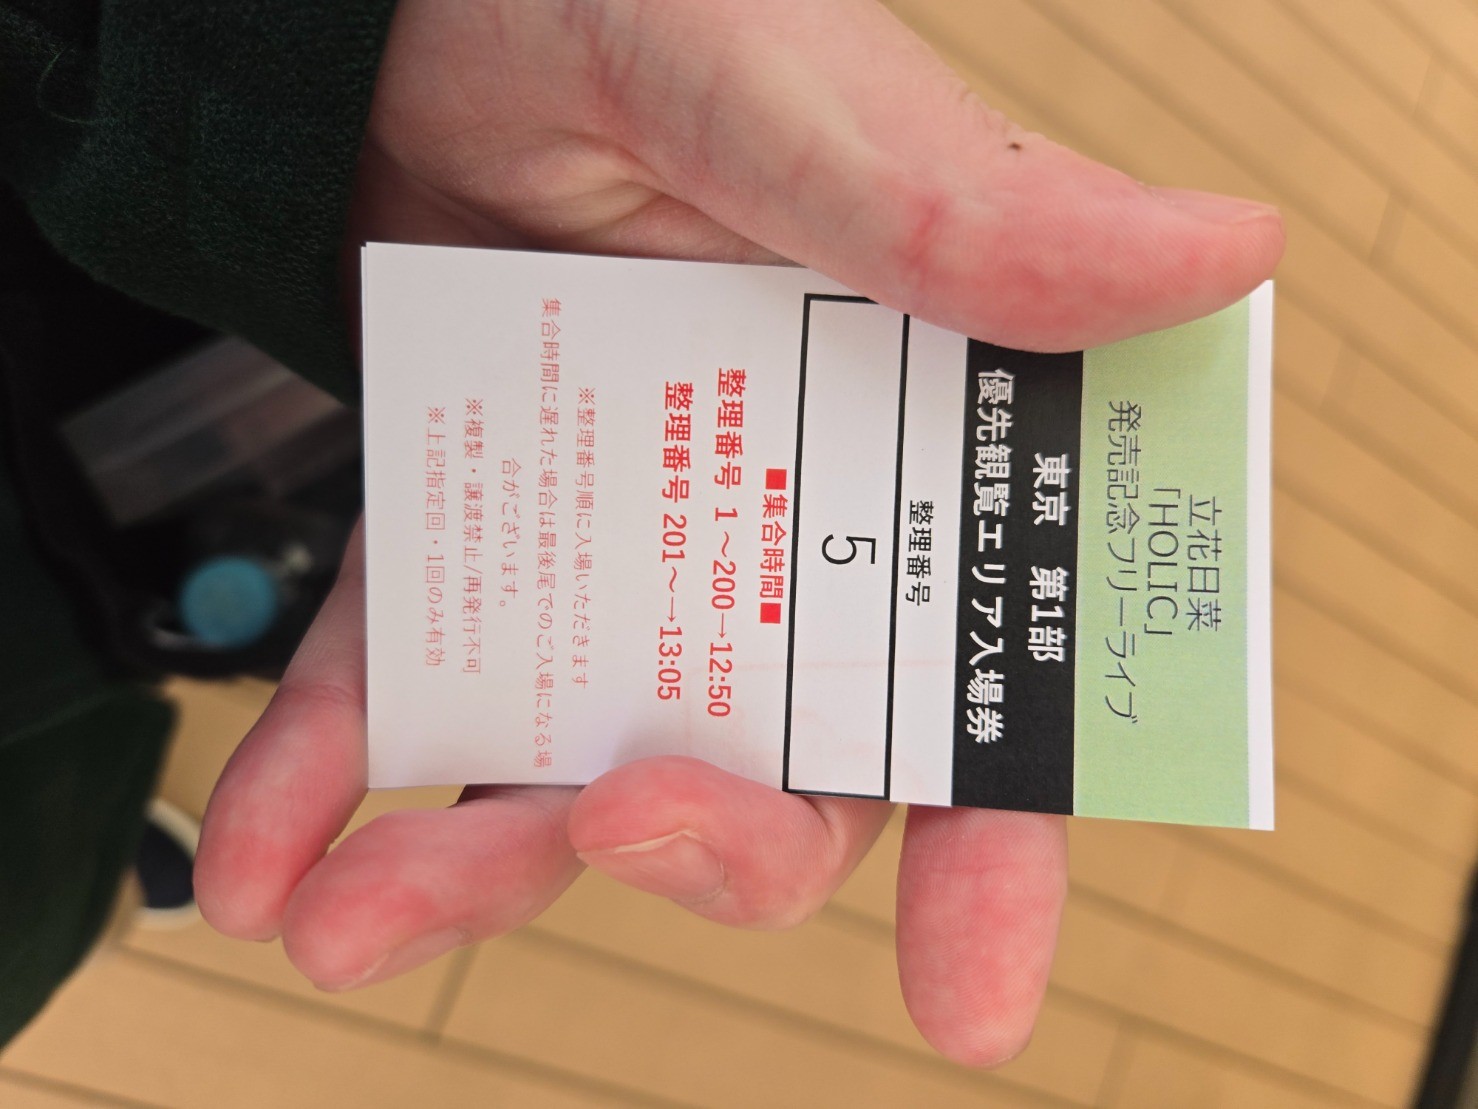 立花日菜
「HOLIC」
発売記念フリーライブ
東京 第1部
優先観覧エリア入場券
整理番号
5
■集合時間■
整理番号 1 ～200→12:50
整理番号 201～→13:05
※整理番号順に入場いただきます
集合時間に遅れた場合は最後尾でのご入場になる場
合がございます。
※複製・譲渡禁止/再発行不可
※上記指定回・1回のみ有効